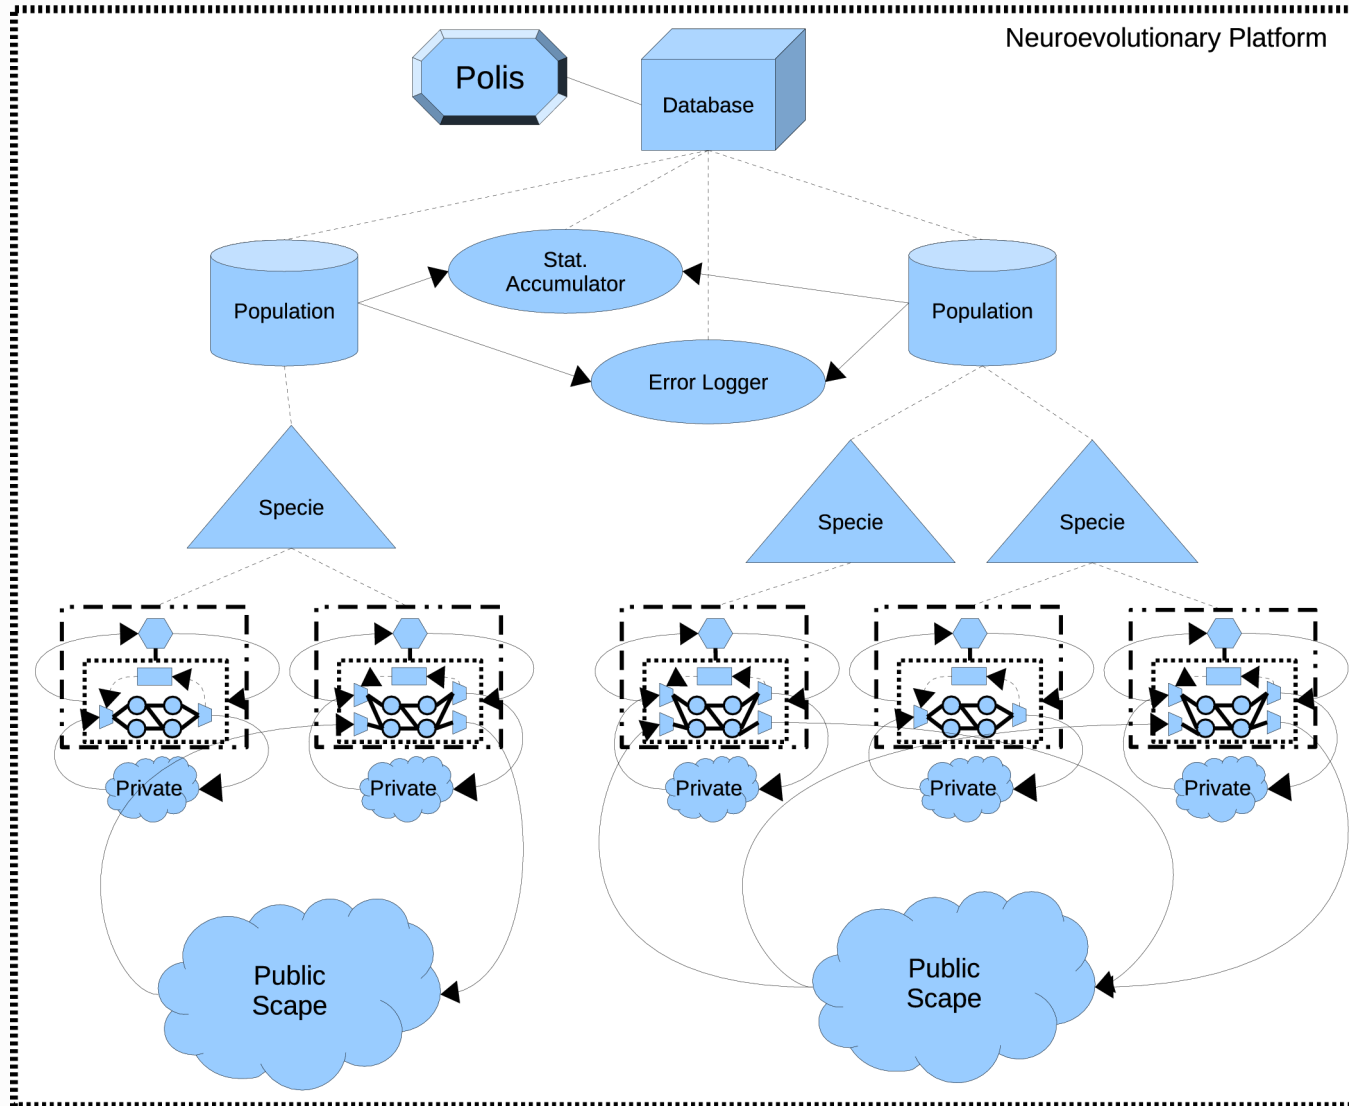 Neuroevolutionary Platform
Polis
Database
Stat.
Accumulator
Population
Population
Error Logger
Specie
Specie
Specie
Private
Private
Private
Private
Private
Public
Scape
Public
Scape